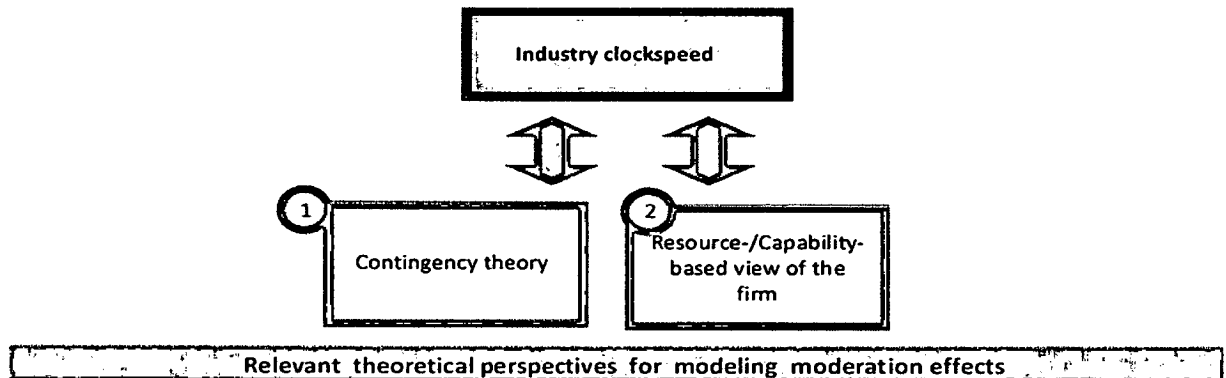 Industry clockspeed
1
Contingency theory
2
Resource-/Capability-
based view of the
firm
Relevant theoretical perspectives for modeling moderation effects